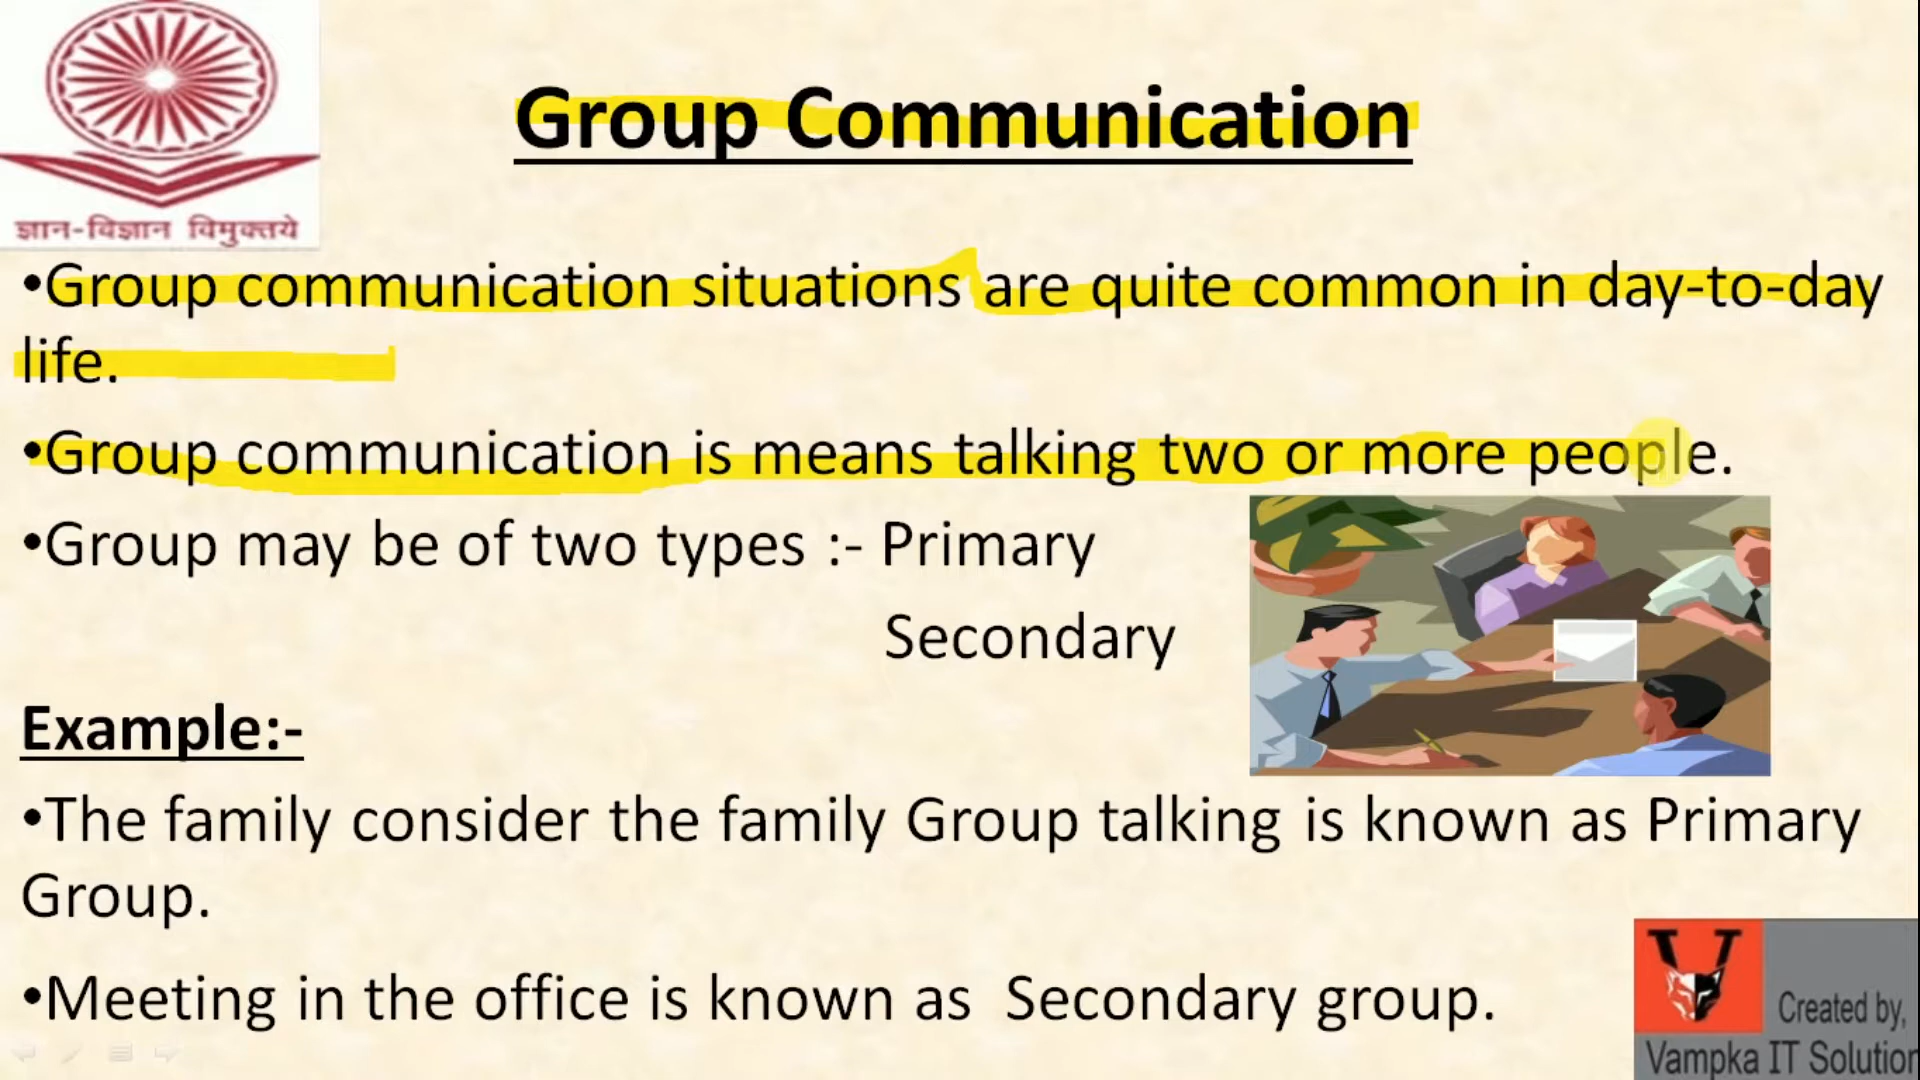 ज्ञान-विज्ञान विमुक्तये
Group Communication
•Group communication situations are quite common in day-to-day
life.
•Group communication is means talking two or more people.
•Group may be of two types :- Primary
Secondary
Example:-
•The family consider the family Group talking is known as Primary
Group.
•Meeting in the office is known as Secondary group.
Created by,
Vampka IT Solution